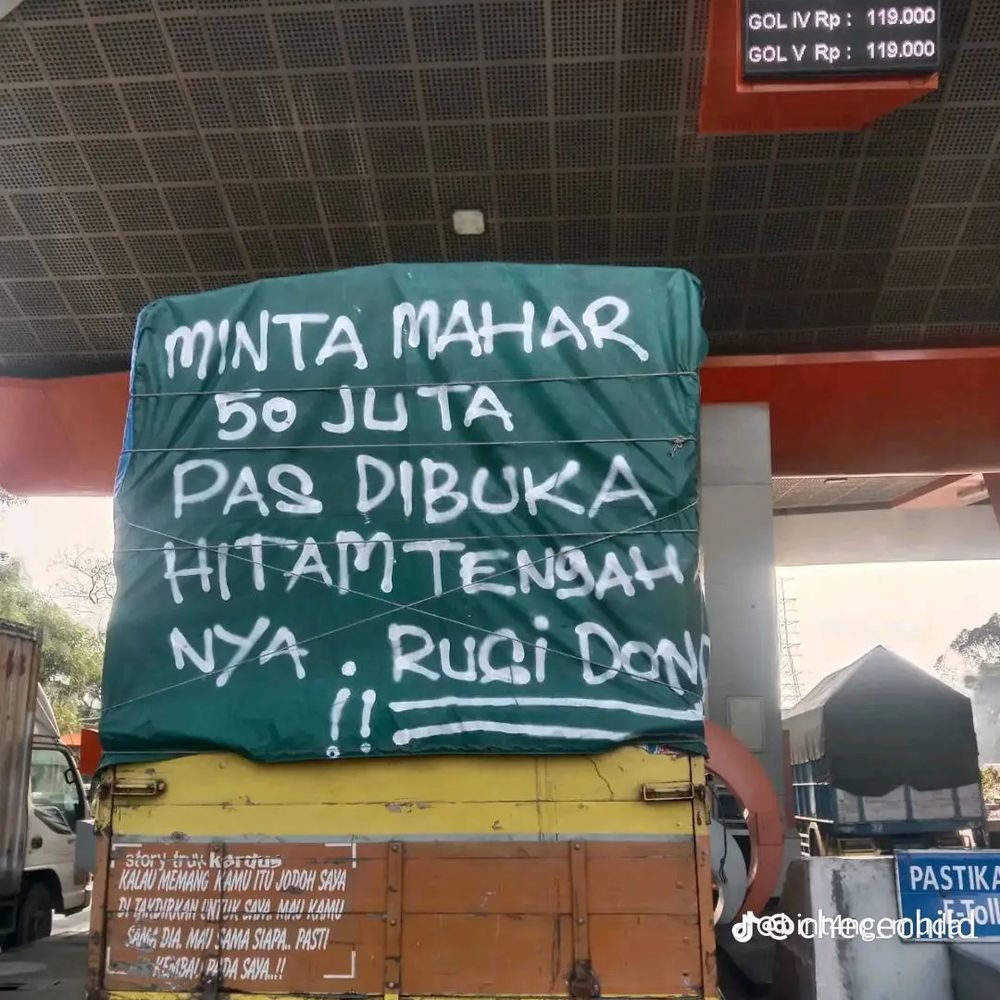 GOL IV Rp : 119.000
GOL V Rp : 119.000
MINTA MAHAR
50 JUTA
PAS DIBUKA
HITAM TENGAH
NYA . RUGi DONG
!!
story truk kardus
KALAU MEMANG KAMU ITU JODOH SAYA
DI TAKDIRKAN UNTUK SAYA. MAU KAMU
SAMA DIA. MAU SAMA SIAPA.. PASTI
KEMBALI PADA SAYA..!!
PASTIKA
E-Toll